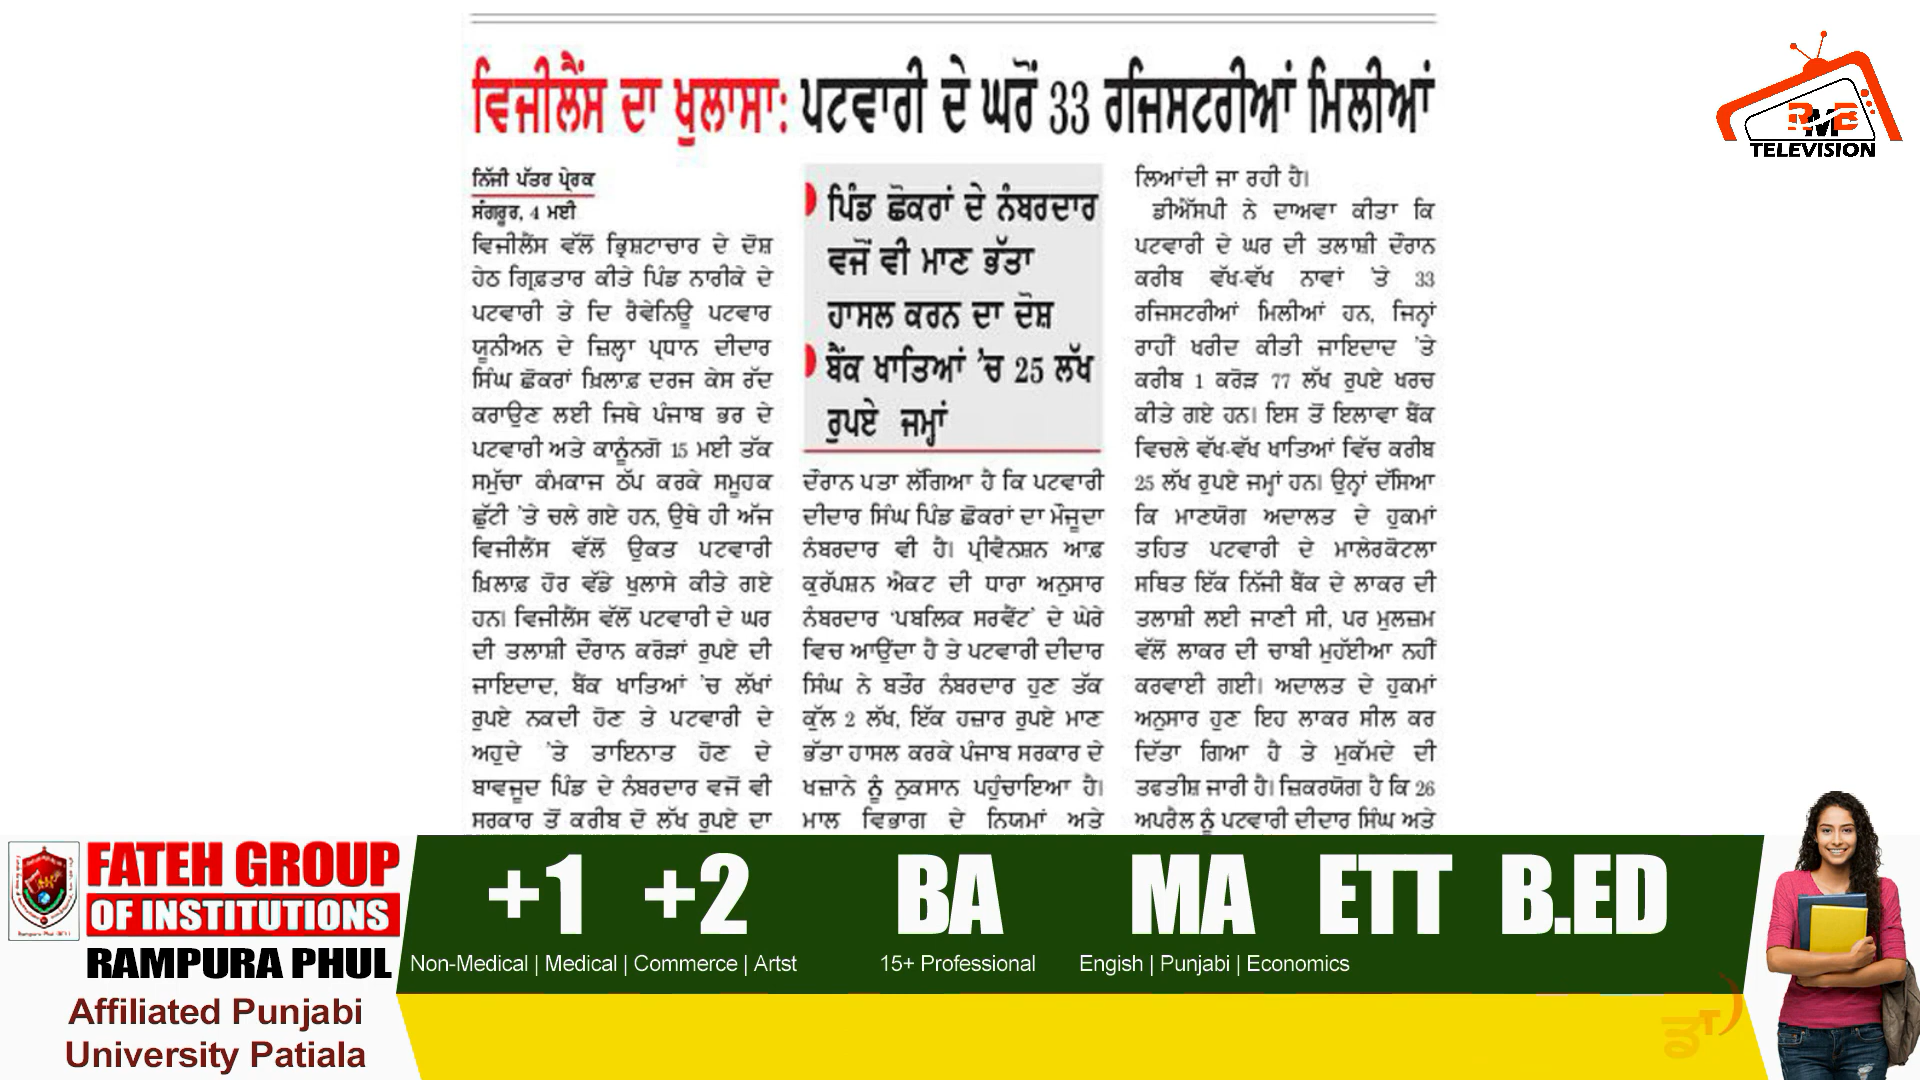 ਵਿਜੀਲੈਂਸ ਦਾ ਖੁਲਾਸਾ: ਪਟਵਾਰੀ ਦੇ ਘਰੋਂ 33 ਰਜਿਸਟਰੀਆਂ ਮਿਲੀਆਂ
ਨਿੱਜੀ ਪੱਤਰ ਪ੍ਰੇਰਕ
ਸੰਗਰੂਰ, 4 ਮਈ
ਵਿਜੀਲੈਂਸ ਵੱਲੋਂ ਭ੍ਰਿਸ਼ਟਾਚਾਰ ਦੇ ਦੋਸ਼
ਹੇਠ ਗ੍ਰਿਫ਼ਤਾਰ ਕੀਤੇ ਪਿੰਡ ਨਾਰੀਕੇ ਦੇ
ਪਟਵਾਰੀ ਤੇ ਦਿ ਰੈਵੇਨਿਊ ਪਟਵਾਰ
ਯੂਨੀਅਨ ਦੇ ਜ਼ਿਲ੍ਹਾ ਪ੍ਰਧਾਨ ਦੀਦਾਰ
ਸਿੰਘ ਛੋਕਰਾਂ ਖ਼ਿਲਾਫ਼ ਦਰਜ ਕੇਸ ਰੱਦ
ਕਰਾਉਣ ਲਈ ਜਿਥੇ ਪੰਜਾਬ ਭਰ ਦੇ
ਪਟਵਾਰੀ ਅਤੇ ਕਾਨੂੰਨਗੋ 15 ਮਈ ਤੱਕ
ਸਮੁੱਚਾ ਕੰਮਕਾਜ ਠੱਪ ਕਰਕੇ ਸਮੂਹਕ
ਛੁੱਟੀ ’ਤੇ ਚਲੇ ਗਏ ਹਨ, ਉਥੇ ਹੀ ਅੱਜ
ਵਿਜੀਲੈਂਸ ਵੱਲੋਂ ਉਕਤ ਪਟਵਾਰੀ
ਖ਼ਿਲਾਫ਼ ਹੋਰ ਵੱਡੇ ਖੁਲਾਸੇ ਕੀਤੇ ਗਏ
ਹਨ। ਵਿਜੀਲੈਂਸ ਵੱਲੋਂ ਪਟਵਾਰੀ ਦੇ ਘਰ
ਦੀ ਤਲਾਸ਼ੀ ਦੌਰਾਨ ਕਰੋੜਾਂ ਰੁਪਏ ਦੀ
ਜਾਇਦਾਦ, ਬੈਂਕ ਖਾਤਿਆਂ ’ਚ ਲੱਖਾਂ
ਰੁਪਏ ਨਕਦੀ ਹੋਣ ਤੇ ਪਟਵਾਰੀ ਦੇ
ਅਹੁਦੇ ’ਤੇ ਤਾਇਨਾਤ ਹੋਣ ਦੇ
ਬਾਵਜੂਦ ਪਿੰਡ ਦੇ ਨੰਬਰਦਾਰ ਵਜੋਂ ਵੀ
ਸਰਕਾਰ ਤੋਂ ਕਰੀਬ ਦੋ ਲੱਖ ਰੁਪਏ ਦਾ
ਪਿੰਡ ਛੋਕਰਾਂ ਦੇ ਨੰਬਰਦਾਰ
ਵਜੋਂ ਵੀ ਮਾਣ ਭੱਤਾ
ਹਾਸਲ ਕਰਨ ਦਾ ਦੋਸ਼
ਬੈਂਕ ਖਾਤਿਆਂ ’ਚ 25 ਲੱਖ
ਰੁਪਏ ਜਮ੍ਹਾਂ
ਦੌਰਾਨ ਪਤਾ ਲੱਗਿਆ ਹੈ ਕਿ ਪਟਵਾਰੀ
ਦੀਦਾਰ ਸਿੰਘ ਪਿੰਡ ਛੋਕਰਾਂ ਦਾ ਮੌਜੂਦਾ
ਨੰਬਰਦਾਰ ਵੀ ਹੈ। ਪ੍ਰੀਵੈਨਸ਼ਨ ਆਫ਼
ਕੁਰੱਪਸ਼ਨ ਐਕਟ ਦੀ ਧਾਰਾ ਅਨੁਸਾਰ
ਨੰਬਰਦਾਰ ‘ਪਬਲਿਕ ਸਰਵੈਂਟ’ ਦੇ ਘੇਰੇ
ਵਿਚ ਆਉਂਦਾ ਹੈ ਤੇ ਪਟਵਾਰੀ ਦੀਦਾਰ
ਸਿੰਘ ਨੇ ਬਤੌਰ ਨੰਬਰਦਾਰ ਹੁਣ ਤੱਕ
ਕੁੱਲ 2 ਲੱਖ, ਇੱਕ ਹਜ਼ਾਰ ਰੁਪਏ ਮਾਣ
ਭੱਤਾ ਹਾਸਲ ਕਰਕੇ ਪੰਜਾਬ ਸਰਕਾਰ ਦੇ
ਖਜ਼ਾਨੇ ਨੂੰ ਨੁਕਸਾਨ ਪਹੁੰਚਾਇਆ ਹੈ।
ਮਾਲ ਵਿਭਾਗ ਦੇ ਨਿਯਮਾਂ ਅਤੇ
ਲਿਆਂਦੀ ਜਾ ਰਹੀ ਹੈ।
ਡੀਐੱਸਪੀ ਨੇ ਦਾਅਵਾ ਕੀਤਾ ਕਿ
ਪਟਵਾਰੀ ਦੇ ਘਰ ਦੀ ਤਲਾਸ਼ੀ ਦੌਰਾਨ
ਕਰੀਬ ਵੱਖ-ਵੱਖ ਨਾਵਾਂ ’ਤੇ 33
ਰਜਿਸਟਰੀਆਂ ਮਿਲੀਆਂ ਹਨ, ਜਿਨ੍ਹਾਂ
ਰਾਹੀਂ ਖਰੀਦ ਕੀਤੀ ਜਾਇਦਾਦ ’ਤੇ
ਕਰੀਬ 1 ਕਰੋੜ 77 ਲੱਖ ਰੁਪਏ ਖਰਚ
ਕੀਤੇ ਗਏ ਹਨ। ਇਸ ਤੋਂ ਇਲਾਵਾ ਬੈਂਕ
ਵਿਚਲੇ ਵੱਖ-ਵੱਖ ਖਾਤਿਆਂ ਵਿੱਚ ਕਰੀਬ
25 ਲੱਖ ਰੁਪਏ ਜਮ੍ਹਾਂ ਹਨ। ਉਨ੍ਹਾਂ ਦੱਸਿਆ
ਕਿ ਮਾਣਯੋਗ ਅਦਾਲਤ ਦੇ ਹੁਕਮਾਂ
ਤਹਿਤ ਪਟਵਾਰੀ ਦੇ ਮਾਲੇਰਕੋਟਲਾ
ਸਥਿਤ ਇੱਕ ਨਿੱਜੀ ਬੈਂਕ ਦੇ ਲਾਕਰ ਦੀ
ਤਲਾਸ਼ੀ ਲਈ ਜਾਣੀ ਸੀ, ਪਰ ਮੁਲਜ਼ਮ
ਵੱਲੋਂ ਲਾਕਰ ਦੀ ਚਾਬੀ ਮੁਹੱਈਆ ਨਹੀਂ
ਕਰਵਾਈ ਗਈ। ਅਦਾਲਤ ਦੇ ਹੁਕਮਾਂ
ਅਨੁਸਾਰ ਹੁਣ ਇਹ ਲਾਕਰ ਸੀਲ ਕਰ
ਦਿੱਤਾ ਗਿਆ ਹੈ ਤੇ ਮੁਕੱਦਮੇ ਦੀ
ਤਫਤੀਸ਼ ਜਾਰੀ ਹੈ। ਜ਼ਿਕਰਯੋਗ ਹੈ ਕਿ 26
ਅਪਰੈਲ ਨੂੰ ਪਟਵਾਰੀ ਦੀਦਾਰ ਸਿੰਘ ਅਤੇ
RMB
TELEVISION
FATEH GROUP
OF INSTITUTIONS
RAMPURA PHUL
Affiliated Punjabi
University Patiala
+1 +2 BA MA ETT B.ED
Non-Medical | Medical | Commerce | Artst 15+ Professional Engish | Punjabi | Economics